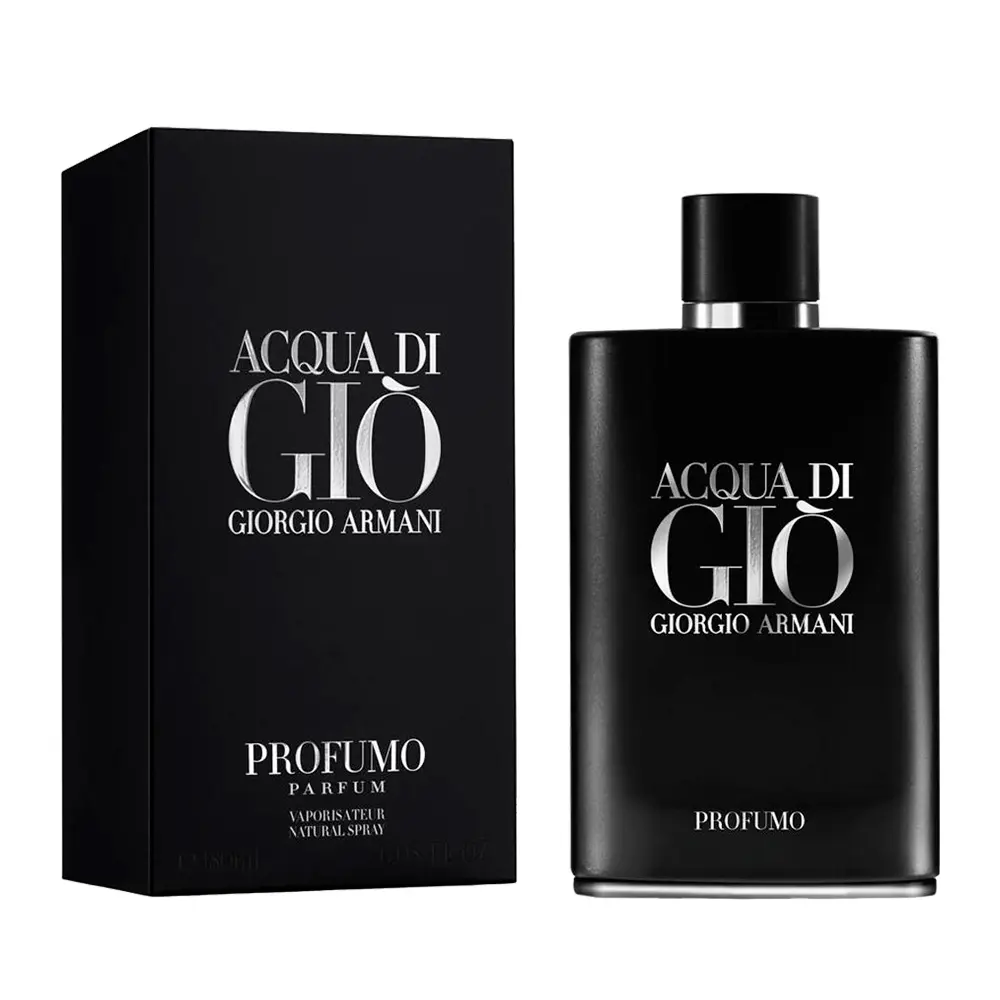 ACQUA DI
GIÒ
GIORGIO ARMANI
PROFUMO
PARFUM
VAPORISATEUR
NATURAL SPRAY
ACQUA DI
GIÒ
GIORGIO ARMANI
PROFUMO